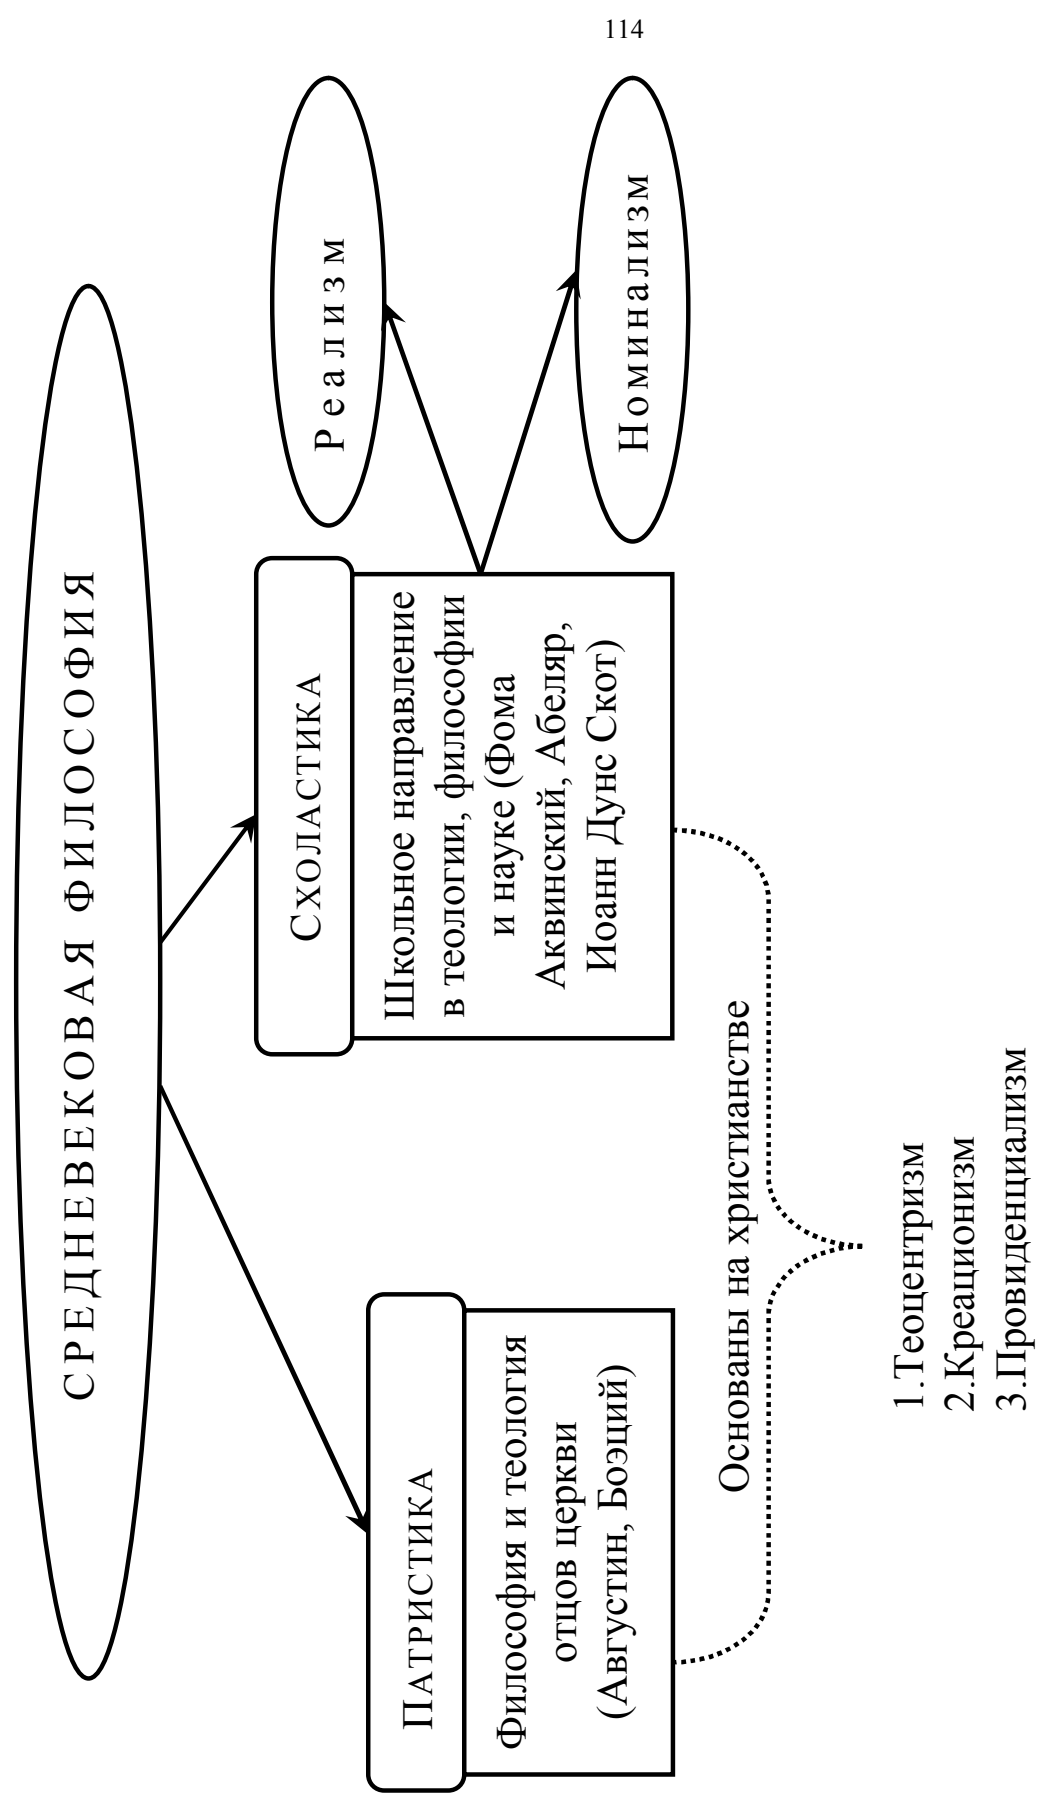 114
СРЕДНЕВЕКОВАЯ ФИЛОСОФИЯ
ПАТРИСТИКА
Философия и теология
отцов церкви
(Августин, Боэций)
СХОЛАСТИКА
Школьное направление
в теологии, философии
и науке (Фома
Аквинский, Абеляр,
Иоанн Дунс Скот)
Реализм
Номинализм
Основаны на христианстве
1.Теоцентризм
2.Креационизм
3.Провиденциализм